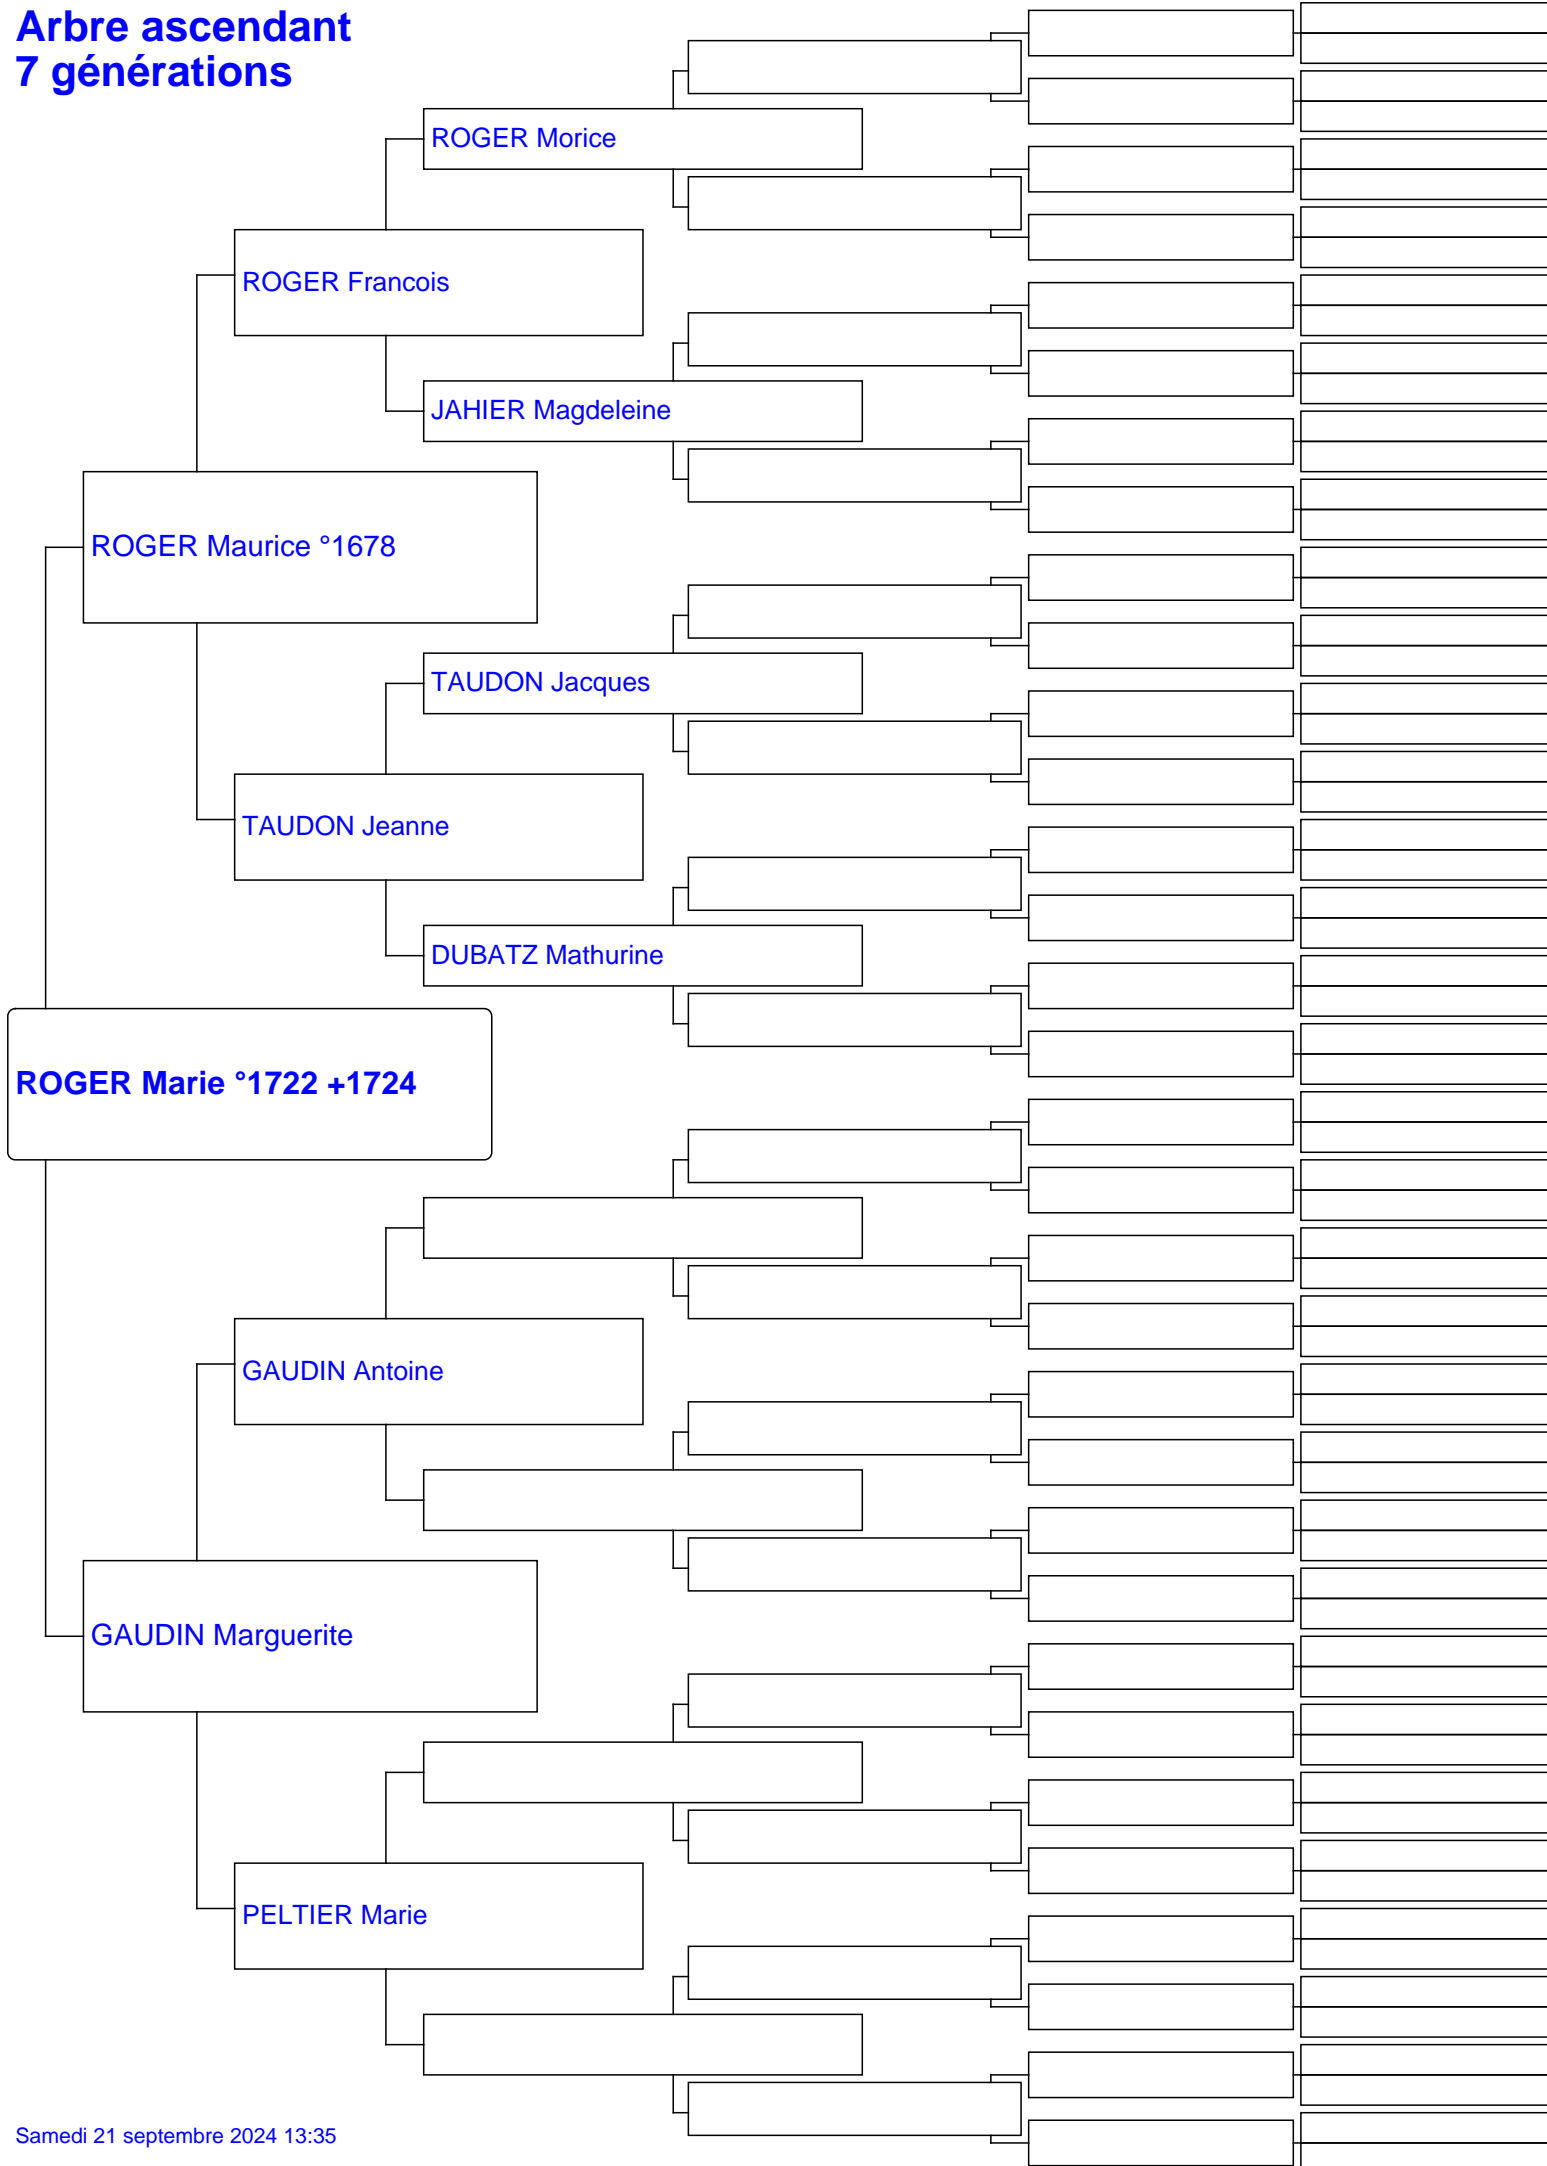 Arbre ascendant
7 générations
ROGER Morice
ROGER Francois
JAHIER Magdeleine
ROGER Maurice °1678
TAUDON Jacques
TAUDON Jeanne
DUBATZ Mathurine
ROGER Marie °1722 +1724
GAUDIN Antoine
GAUDIN Marguerite
PELTIER Marie
Samedi 21 septembre 2024 13:35